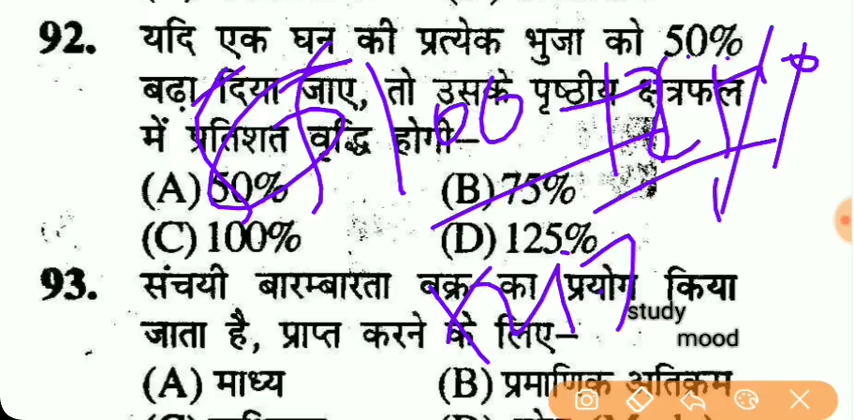 92. यदि एक घन की प्रत्येक भुजा को 50%
बढ़ा दिया जाए, तो उसके पृष्ठीय क्षेत्रफल
में प्रतिशत वृद्धि होगी–
(A) 50% (B) 75%
(C) 100% (D) 125%
93. संचयी बारम्बारता वक्र का प्रयोग किया
जाता है, प्राप्त करने के लिए–
study
mood
(A) माध्य (B) प्रमाणिक अतिक्रम